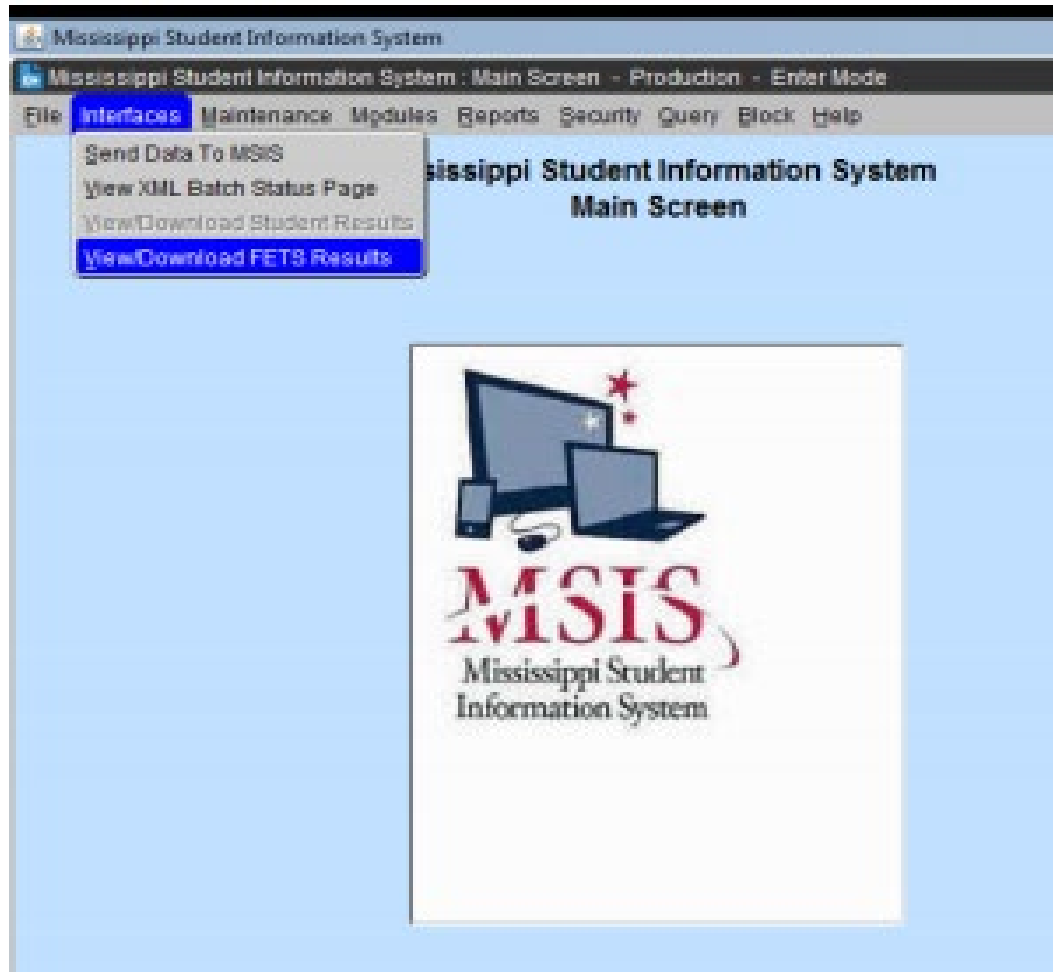 Mississippi Student Information System
Mississippi Student Information System : Main Screen - Production - Enter Mode
File Interfaces Maintenance Modules Reports Security Query Block Help
Send Data To MSIS
View XML Batch Status Page
View/Download Student Results
View/Download FETS Results
sissippi Student Information System
Main Screen
MSIS
Mississippi Student
Information System